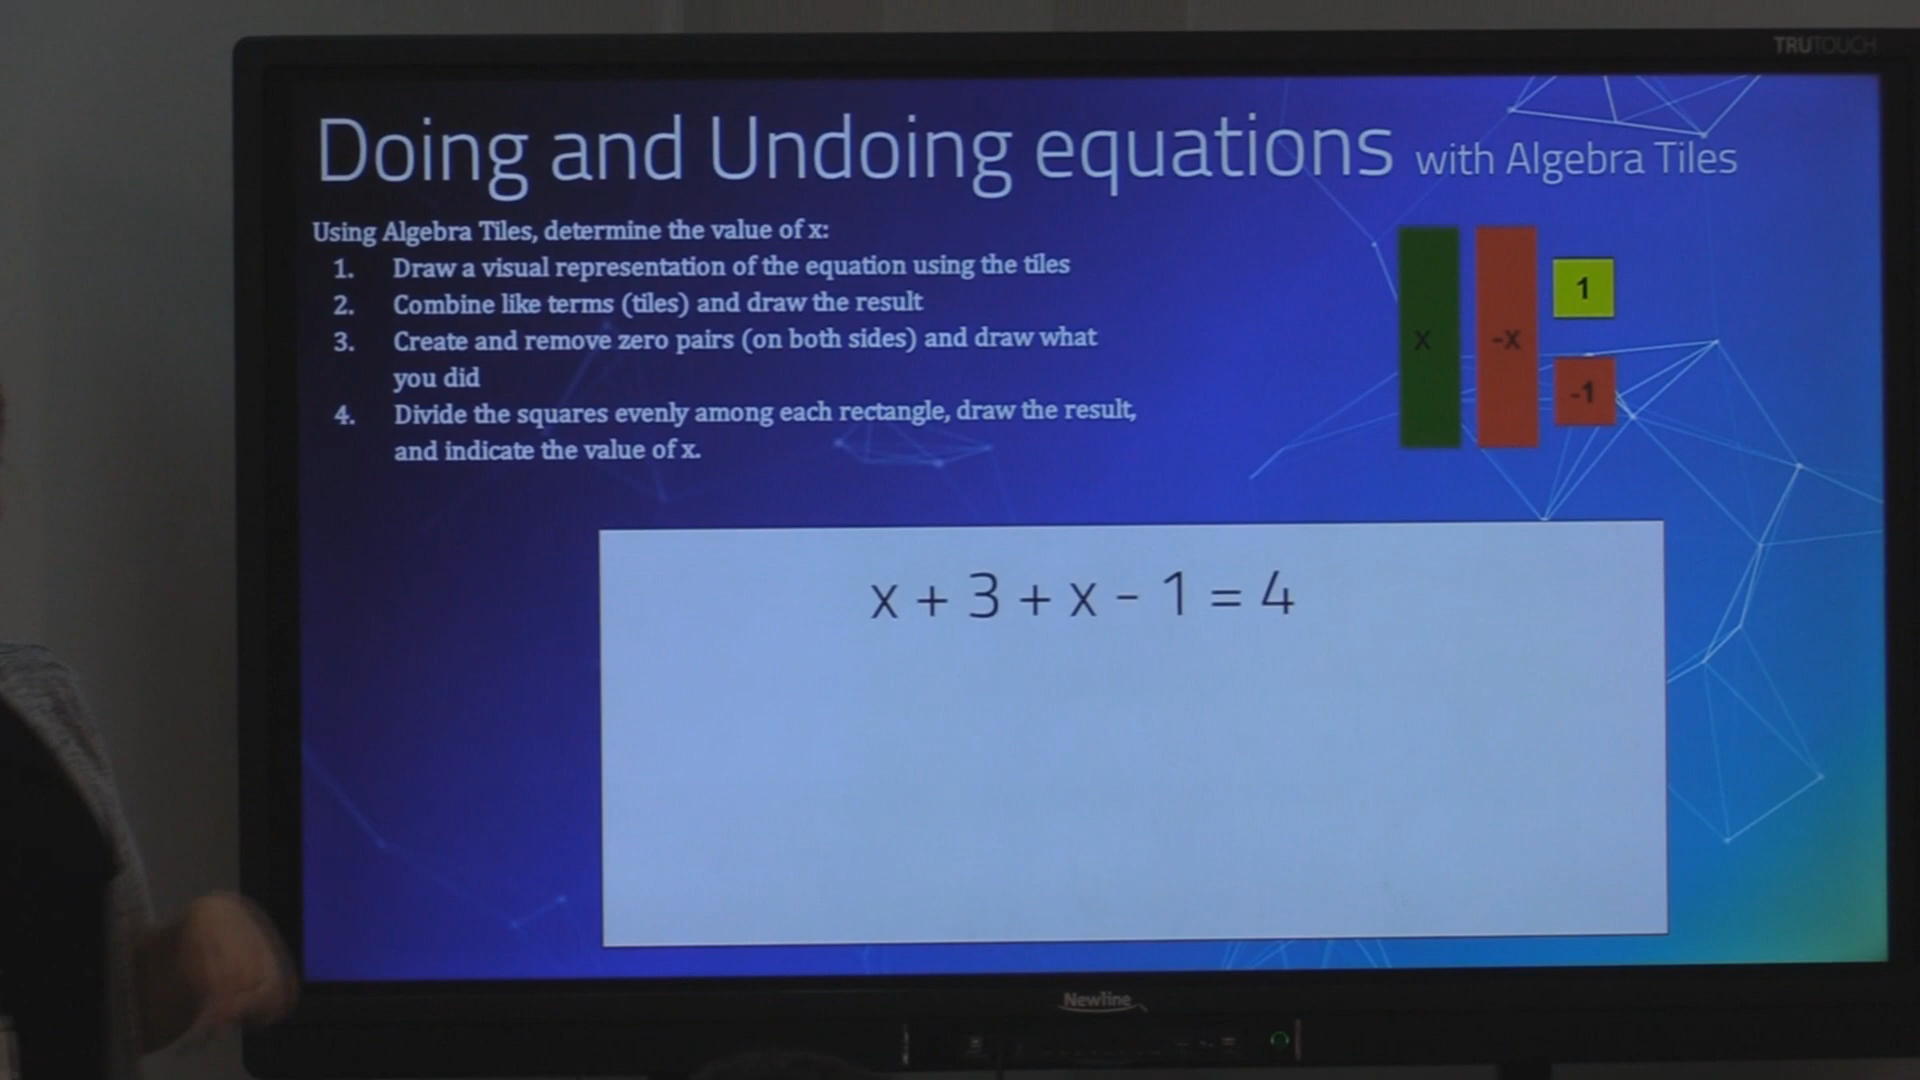 TRUTOUCH
Doing and Undoing equations with Algebra Tiles
Using Algebra Tiles, determine the value of x:
1. Draw a visual representation of the equation using the tiles
2. Combine like terms (tiles) and draw the result
3. Create and remove zero pairs (on both sides) and draw what
you did
4. Divide the squares evenly among each rectangle, draw the result,
and indicate the value of x.
x
-x
1
-1
x + 3 + x - 1 = 4
Newline